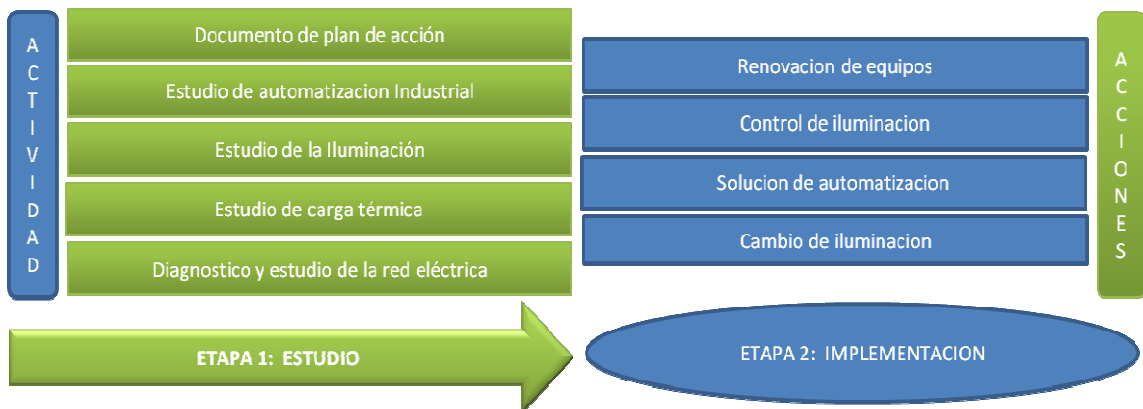 ACTIVIDAD
Documento de plan de acción
Estudio de automatizacion Industrial
Estudio de la Iluminación
Estudio de carga térmica
Diagnostico y estudio de la red eléctrica
Renovacion de equipos
Control de iluminacion
Solucion de automatizacion
Cambio de iluminacion
ACCIONES
ETAPA 1: ESTUDIO
ETAPA 2: IMPLEMENTACION